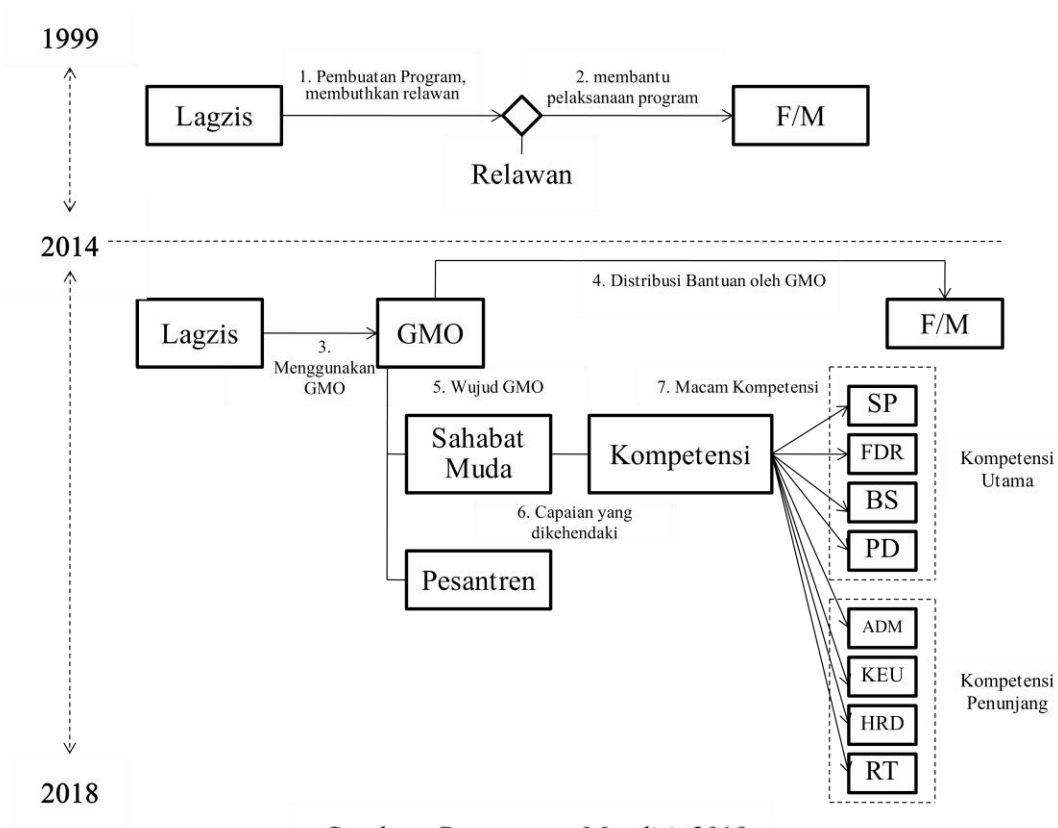 1999
1. Pembuatan Program,
membuthkan relawan
2. membantu
pelaksanaan program
Lagzis
F/M
Relawan
2014
4. Distribusi Bantuan oleh GMO
Lagzis
GMO
F/M
3.
Menggunakan
GMO
5. Wujud GMO
7. Macam Kompetensi
SP
Sahabat
Muda
Kompetensi
FDR
Kompetensi
Utama
BS
6. Capaian yang
dikehendaki
PD
Pesantren
ADM
KEU
Kompetensi
Penunjang
HRD
RT
2018